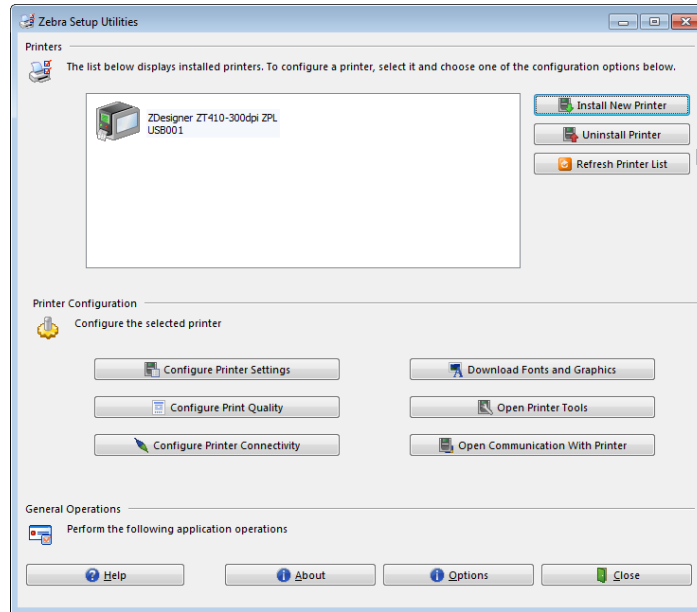 Zebra Setup Utilities
Printers
The list below displays installed printers. To configure a printer, select it and choose one of the configuration options below.
ZDesigner ZT410-300dpi ZPL
USB001
Install New Printer
Uninstall Printer
Refresh Printer List
Printer Configuration
Configure the selected printer
Configure Printer Settings
Download Fonts and Graphics
Configure Print Quality
Open Printer Tools
Configure Printer Connectivity
Open Communication With Printer
General Operations
Perform the following application operations
Help
About
Options
Close